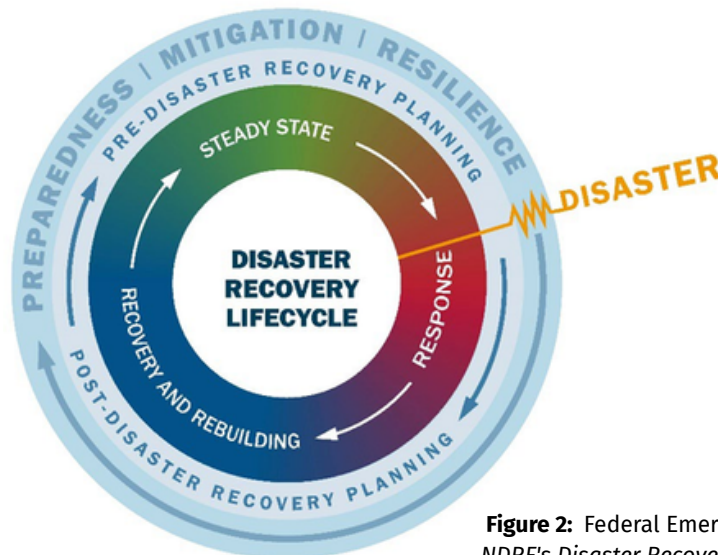 PREPAREDNESS | MITIGATION | RESILIENCE
PRE-DISASTER RECOVERY PLANNING
STEADY STATE
DISASTER
DISASTER
RECOVERY
LIFECYCLE
RESPONSE
RECOVERY AND REBUILDING
POST-DISASTER RECOVERY PLANNING
Figure 2: Federal Emer
NDRF's Disaster Recove